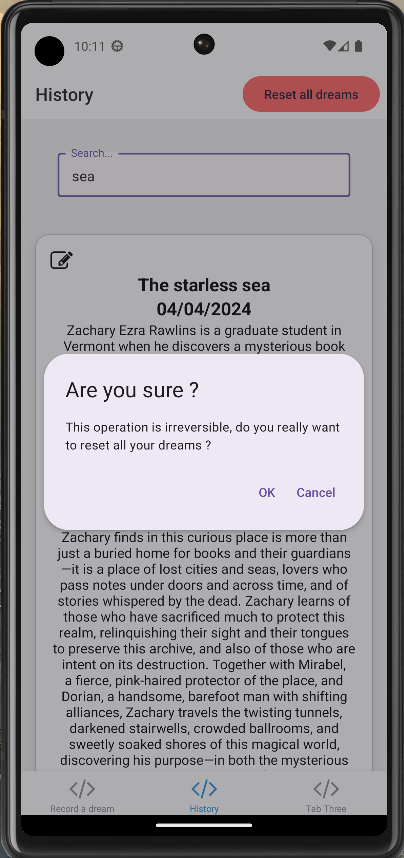 10:11
History
Reset all dreams
Search...
sea
The starless sea
04/04/2024
Zachary Ezra Rawlins is a graduate student in
Vermont when he discovers a mysterious book
Are you sure ?
This operation is irreversible, do you really want
to reset all your dreams ?
OK Cancel
Zachary finds in this curious place is more than
just a buried home for books and their guardians
—it is a place of lost cities and seas, lovers who
pass notes under doors and across time, and of
stories whispered by the dead. Zachary learns of
those who have sacrificed much to protect this
realm, relinquishing their sight and their tongues
to preserve this archive, and also of those who are
intent on its destruction. Together with Mirabel,
a fierce, pink-haired protector of the place, and
Dorian, a handsome, barefoot man with shifting
alliances, Zachary travels the twisting tunnels,
darkened stairwells, crowded ballrooms, and
sweetly soaked shores of this magical world,
discovering his purpose—in both the mysterious
Record a dream
History
Tab Three